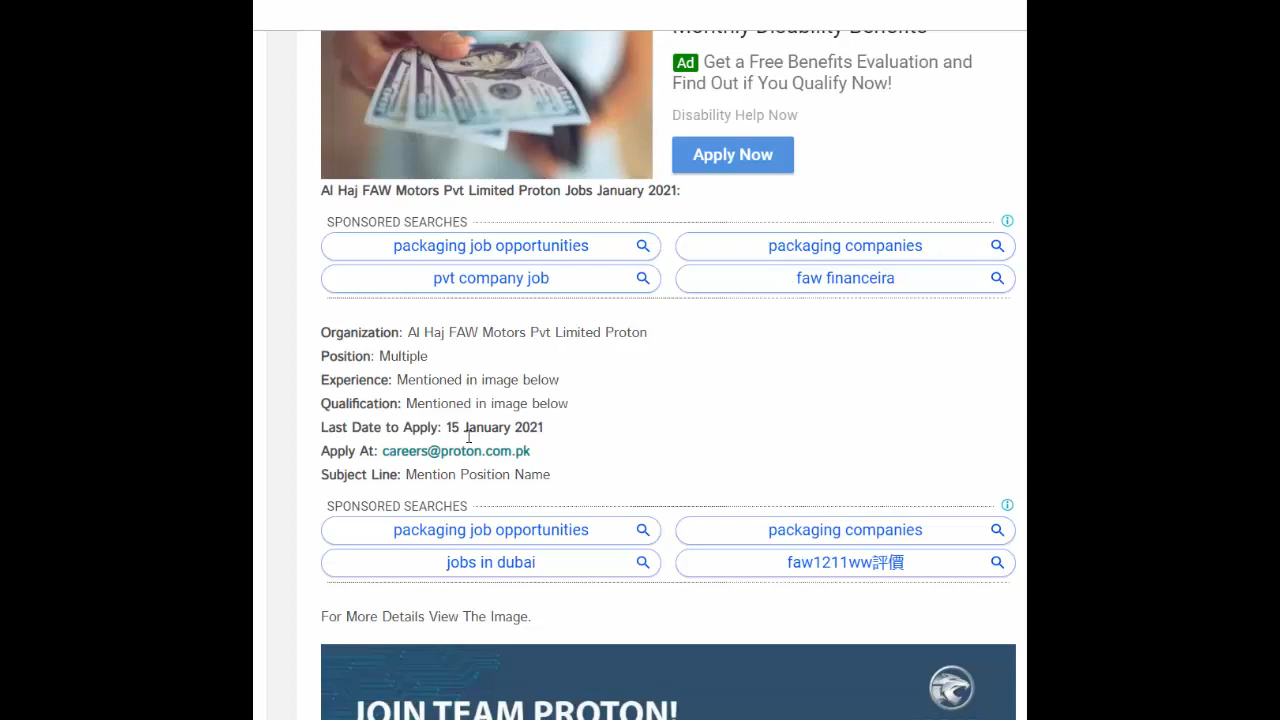 Monthly Disability Benefits
Ad Get a Free Benefits Evaluation and
Find Out if You Qualify Now!
Disability Help Now
Apply Now
Al Haj FAW Motors Pvt Limited Proton Jobs January 2021:
SPONSORED SEARCHES
packaging job opportunities
packaging companies
pvt company job
faw financeira
Organization: Al Haj FAW Motors Pvt Limited Proton
Position: Multiple
Experience: Mentioned in image below
Qualification: Mentioned in image below
Last Date to Apply: 15 January 2021
Apply At: careers@proton.com.pk
Subject Line: Mention Position Name
SPONSORED SEARCHES
packaging job opportunities
packaging companies
jobs in dubai
faw1211ww評價
For More Details View The Image.
JOIN TEAM PROTON!